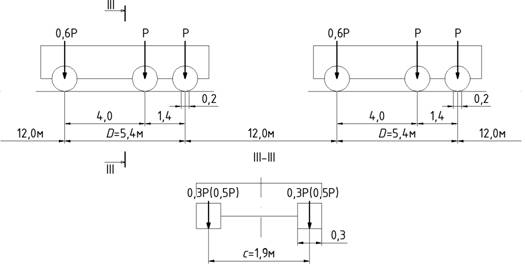 III
0,6P P P 0,6P P P
0,2 0,2
4,0 1,4 4,0 1,4
12,0м D=5,4м 12,0м D=5,4м 12,0м
III
III–III
0,3P(0,5P) 0,3P(0,5P)
0,3
c=1,9м